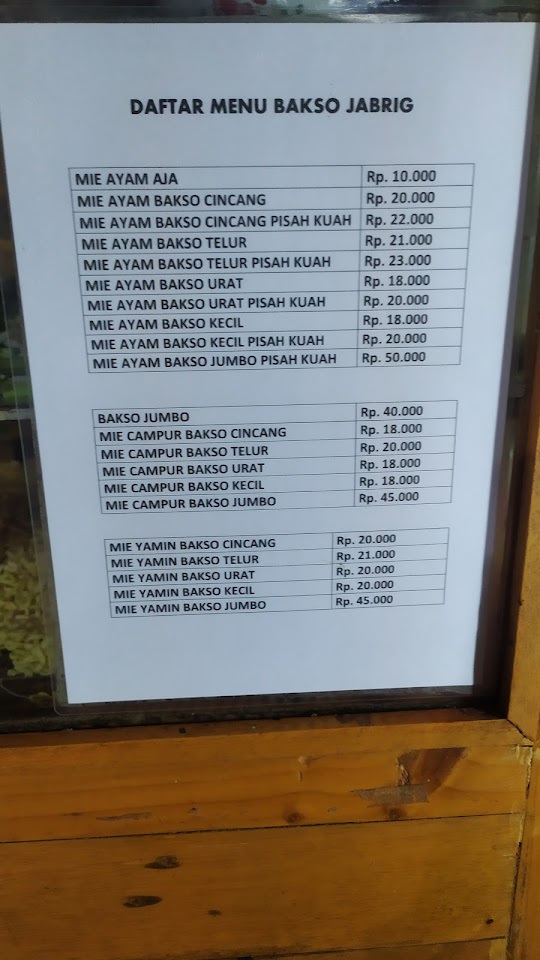 DAFTAR MENU BAKSO JABRIG
MIE AYAM AJA Rp. 10.000
MIE AYAM BAKSO CINCANG Rp. 20.000
MIE AYAM BAKSO CINCANG PISAH KUAH Rp. 22.000
MIE AYAM BAKSO TELUR Rp. 21.000
MIE AYAM BAKSO TELUR PISAH KUAH Rp. 23.000
MIE AYAM BAKSO URAT Rp. 18.000
MIE AYAM BAKSO URAT PISAH KUAH Rp. 20.000
MIE AYAM BAKSO KECIL Rp. 18.000
MIE AYAM BAKSO KECIL PISAH KUAH Rp. 20.000
MIE AYAM BAKSO JUMBO PISAH KUAH Rp. 50.000
BAKSO JUMBO Rp. 40.000
MIE CAMPUR BAKSO CINCANG Rp. 18.000
MIE CAMPUR BAKSO TELUR Rp. 20.000
MIE CAMPUR BAKSO URAT Rp. 18.000
MIE CAMPUR BAKSO KECIL Rp. 18.000
MIE CAMPUR BAKSO JUMBO Rp. 45.000
MIE YAMIN BAKSO CINCANG Rp. 20.000
MIE YAMIN BAKSO TELUR Rp. 21.000
MIE YAMIN BAKSO URAT Rp. 20.000
MIE YAMIN BAKSO KECIL Rp. 20.000
MIE YAMIN BAKSO JUMBO Rp. 45.000